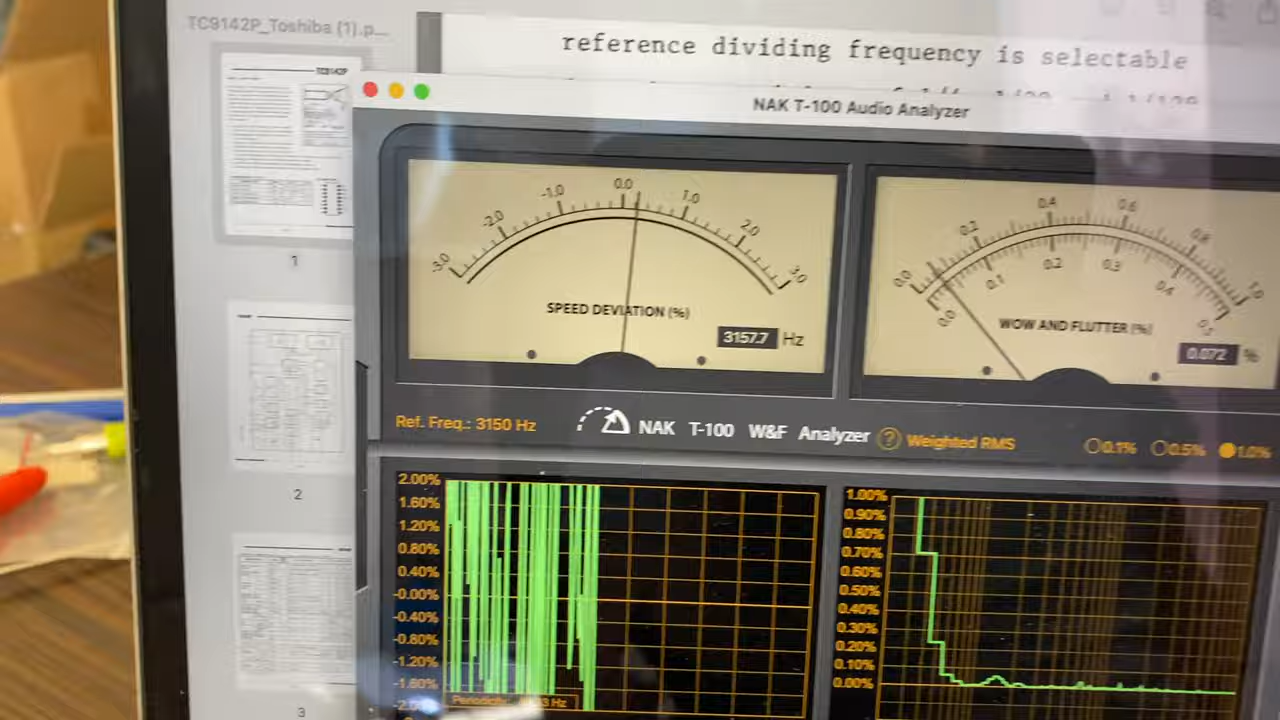 TC9142P_Toshiba (1).p...
reference dividing frequency is selectable
NAK T-100 Audio Analyzer
-3.0 -2.0 -1.0 0.0 1.0 2.0 3.0
SPEED DEVIATION (%)
3157.7 Hz
0.0 0.2 0.4 0.6 0.8 1.0
0.0 0.1 0.2 0.3 0.4 0.5
WOW AND FLUTTER (%)
0.072 %
Ref. Freq.: 3150 Hz
NAK T-100 W&F Analyzer
? Weighted RMS
0.1% 0.5% 1.0%
2.00%
1.60%
1.20%
0.80%
0.40%
-0.00%
-0.40%
-0.80%
-1.20%
-1.60%
1.00%
0.90%
0.80%
0.70%
0.60%
0.50%
0.40%
0.30%
0.20%
0.10%
0.00%
1
2
3